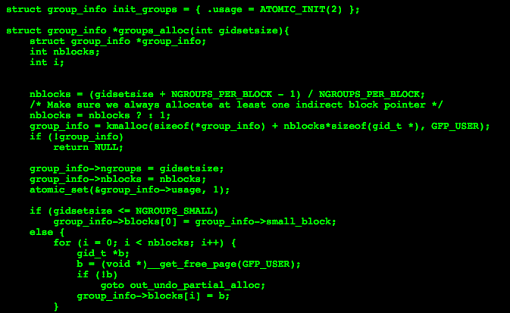 struct group_info init_groups = { .usage = ATOMIC_INIT(2) };
struct group_info *groups_alloc(int gidsetsize){
struct group_info *group_info;
int nblocks;
int i;
nblocks = (gidsetsize + NGROUPS_PER_BLOCK - 1) / NGROUPS_PER_BLOCK;
/* Make sure we always allocate at least one indirect block pointer */
nblocks = nblocks ? : 1;
group_info = kmalloc(sizeof(*group_info) + nblocks*sizeof(gid_t *), GFP_USER);
if (!group_info)
return NULL;
group_info->ngroups = gidsetsize;
group_info->nblocks = nblocks;
atomic_set(&group_info->usage, 1);
if (gidsetsize <= NGROUPS_SMALL)
group_info->blocks[0] = group_info->small_block;
else {
for (i = 0; i < nblocks; i++) {
gid_t *b;
b = (void *)__get_free_page(GFP_USER);
if (!b)
goto out_undo_partial_alloc;
group_info->blocks[i] = b;
}